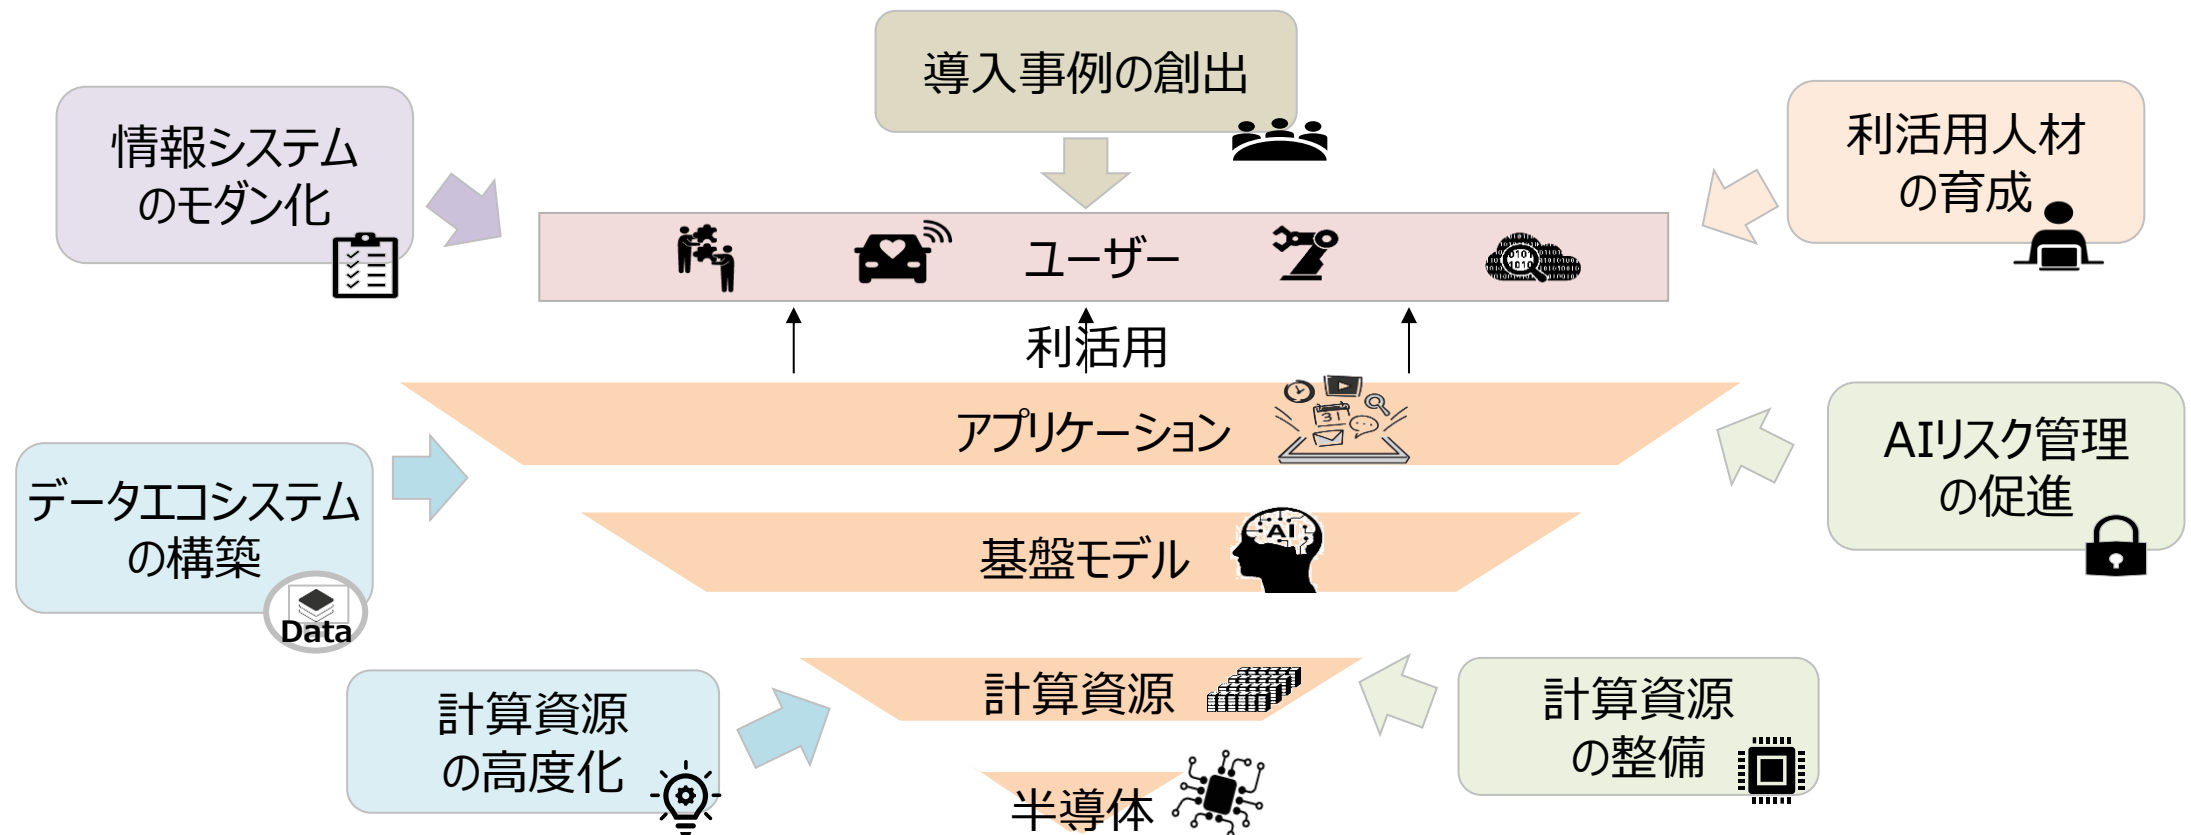 導入事例の創出
情報システム
のモダン化
利活用人材
の育成
ユーザー
利活用
アプリケーション
31
AIリスク管理
の促進
データエコシステム
の構築
Data
基盤モデル
AI
計算資源
計算資源
の高度化
計算資源
の整備
半導体